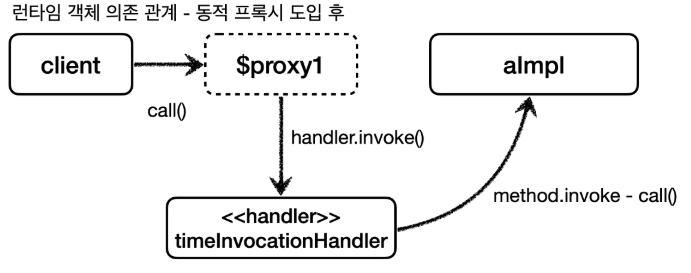 런타임 객체 의존 관계 - 동적 프록시 도입 후
client
$proxy1
aImpl
call()
handler.invoke()
method.invoke - call()
<<handler>>
timeInvocationHandler